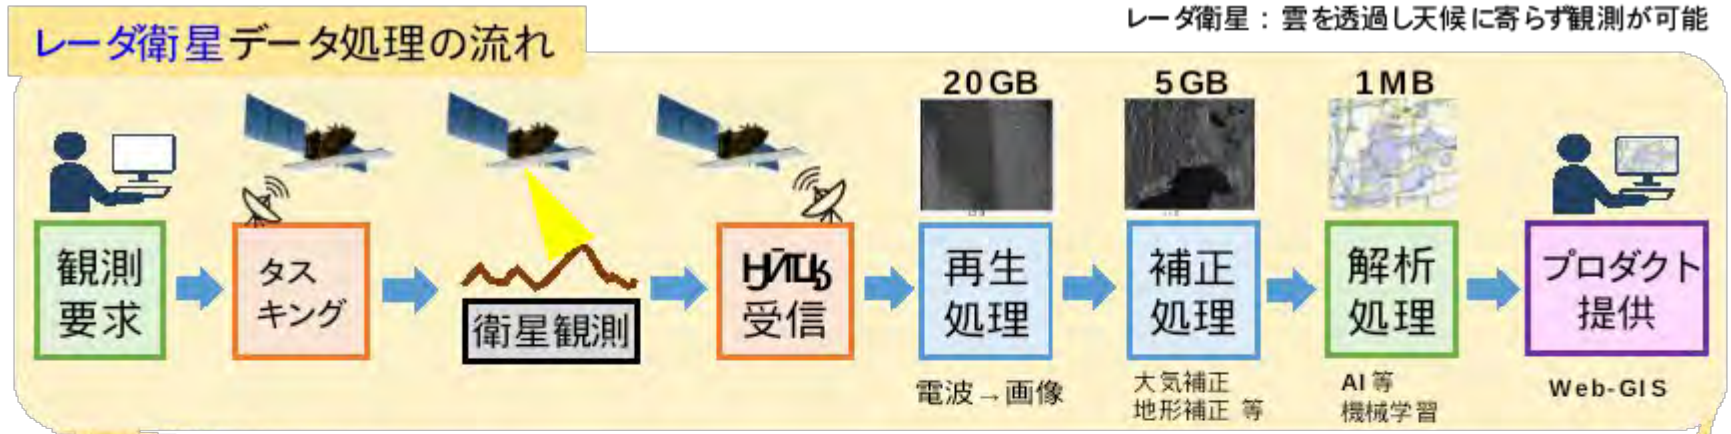 レーダ衛星データ処理の流れ
レーダ衛星：雲を透過し天候に寄らず観測が可能
20GB
5GB
1MB
観測
要求
タス
キング
衛星観測
受信
再生
処理
補正
処理
解析
処理
プロダクト
提供
電波→画像
大気補正
地形補正 等
AI等
機械学習
Web-GIS